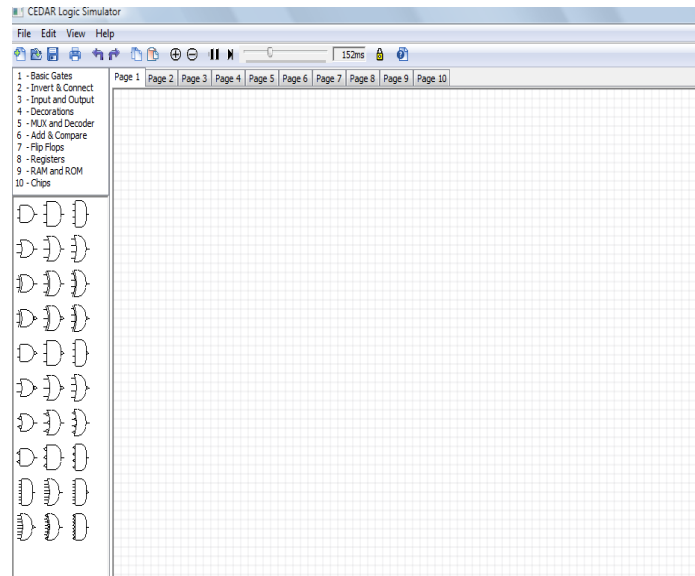 CEDAR Logic Simulator
File Edit View Help
152ms
1 - Basic Gates
2 - Invert & Connect
3 - Input and Output
4 - Decorations
5 - MUX and Decoder
6 - Add & Compare
7 - Flip Flops
8 - Registers
9 - RAM and ROM
10 - Chips
Page 1 Page 2 Page 3 Page 4 Page 5 Page 6 Page 7 Page 8 Page 9 Page 10